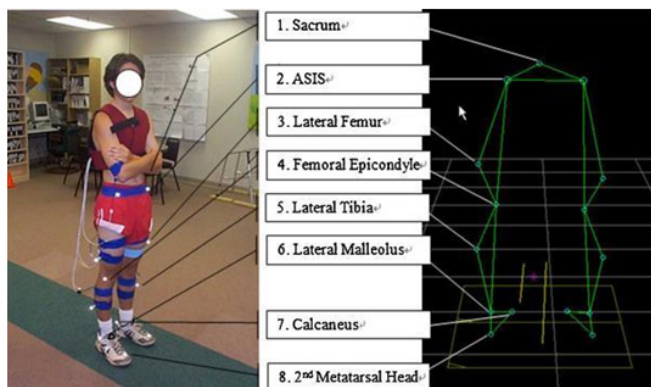 1. Sacrum
2. ASIS
3. Lateral Femur
4. Femoral Epicondyle
5. Lateral Tibia
6. Lateral Malleolus
7. Calcaneus
8. 2nd Metatarsal Head